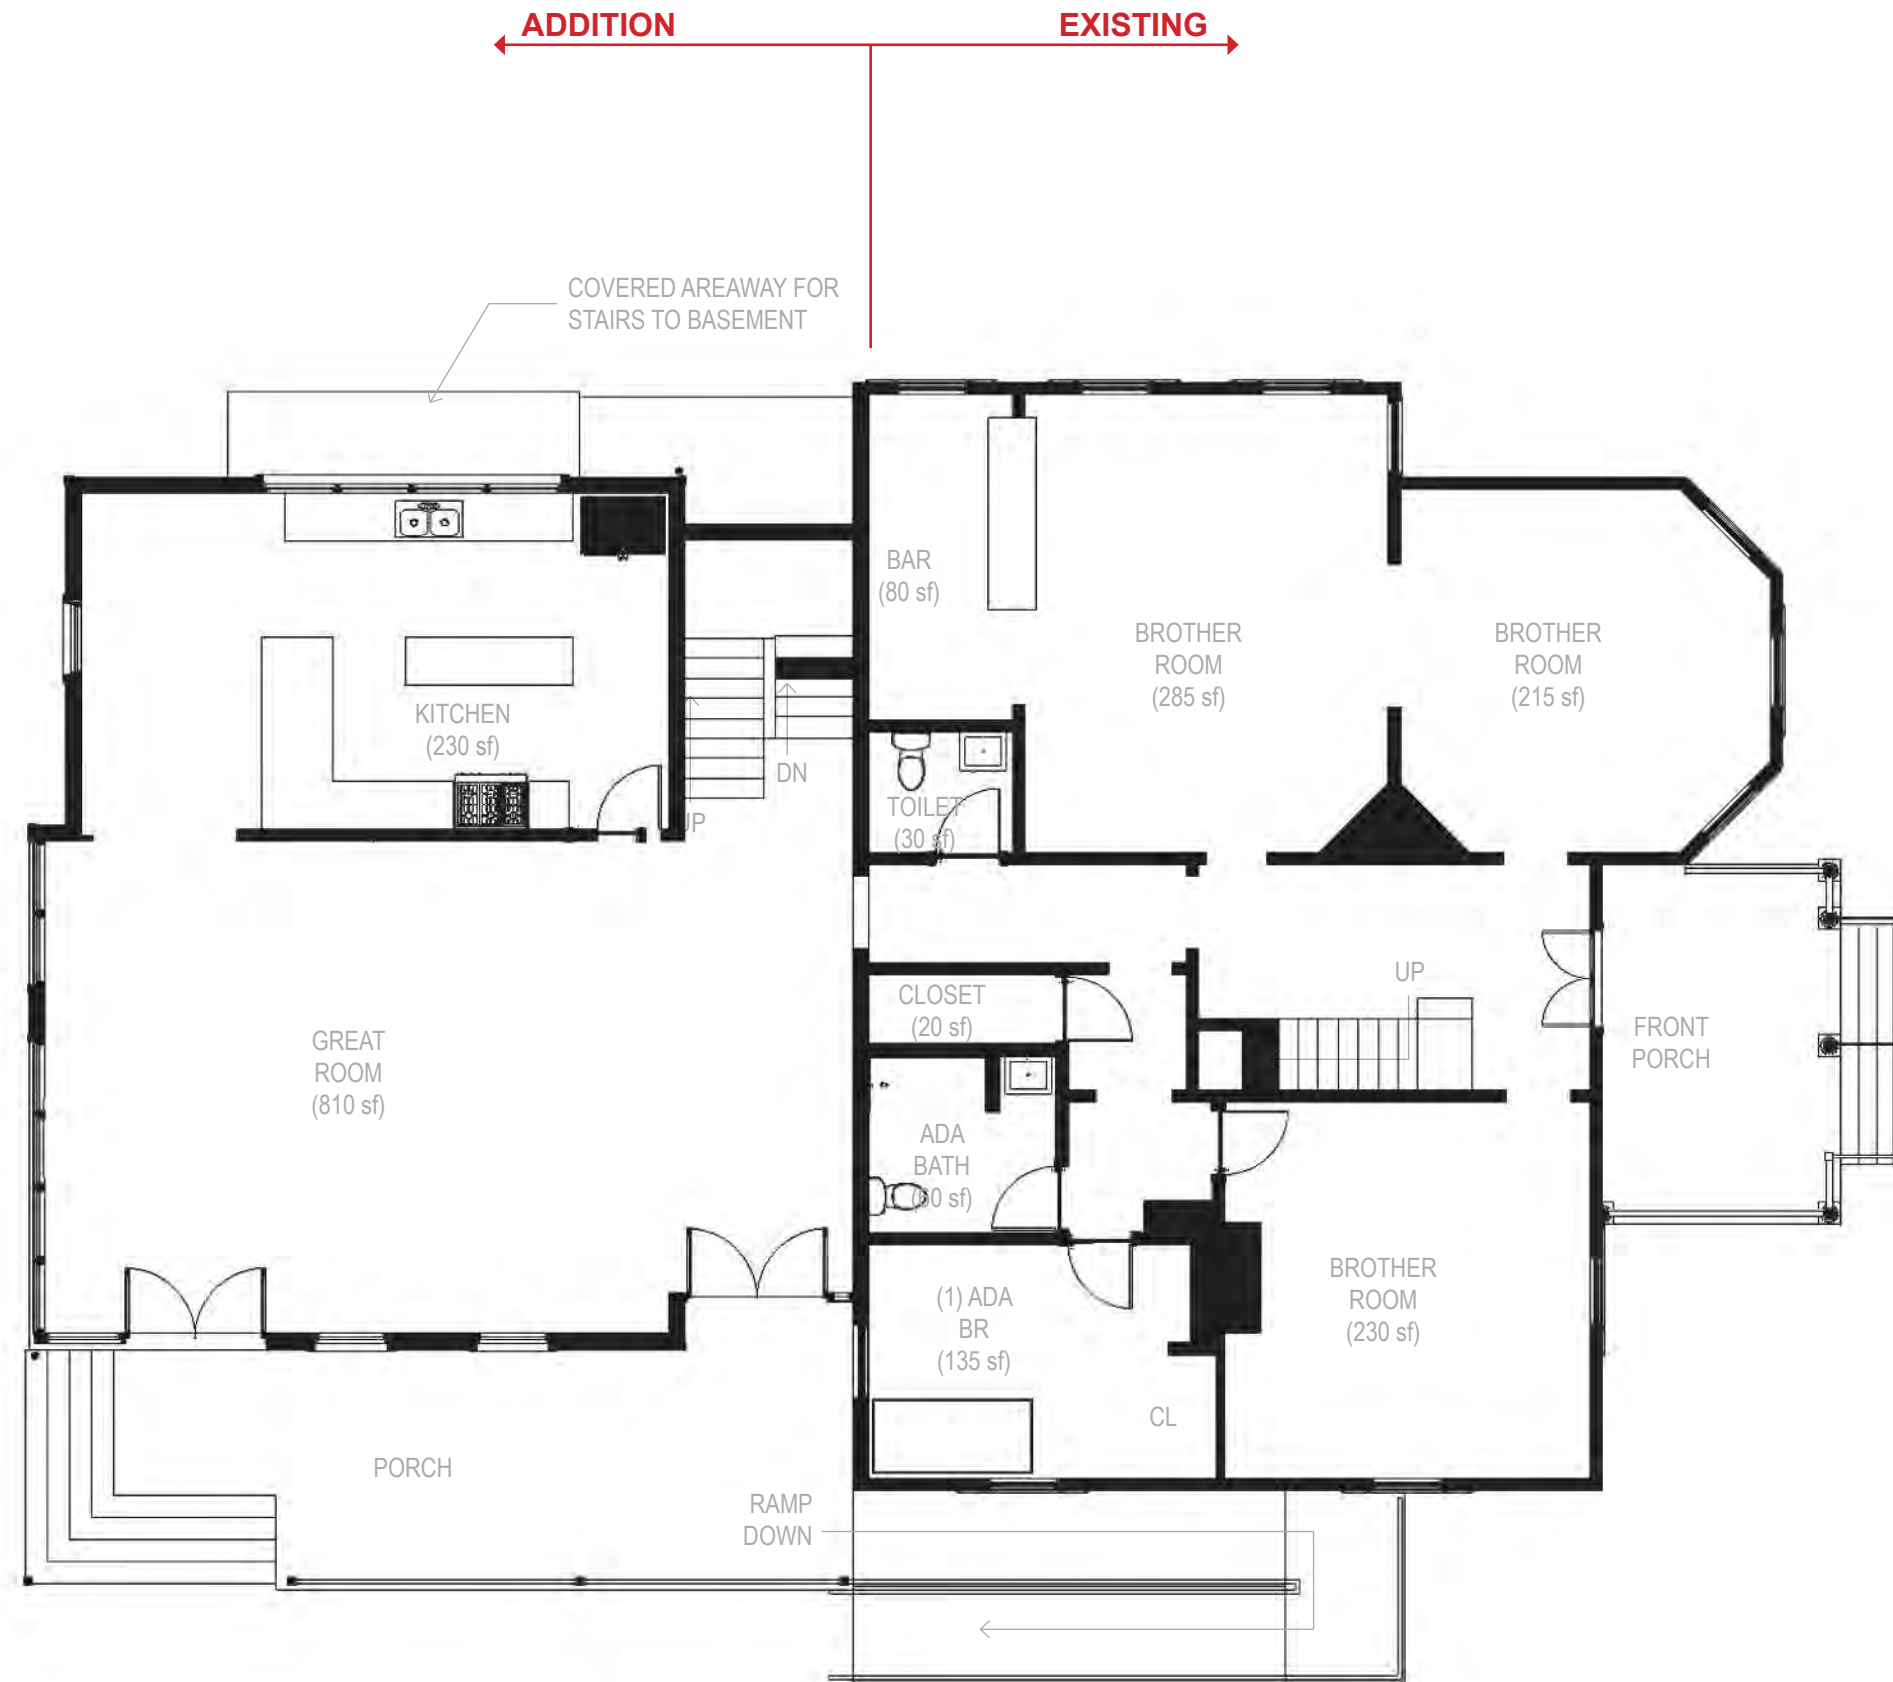 ADDITION
EXISTING
COVERED AREAWAY FOR
STAIRS TO BASEMENT
BAR
(80 sf)
BROTHER
ROOM
(285 sf)
BROTHER
ROOM
(215 sf)
KITCHEN
(230 sf)
DN
UP
TOILET
(30 sf)
CLOSET
(20 sf)
UP
FRONT
PORCH
GREAT
ROOM
(810 sf)
ADA
BATH
sf)
(1) ADA
BR
(135 sf)
BROTHER
ROOM
(230 sf)
CL
PORCH
RAMP
DOWN